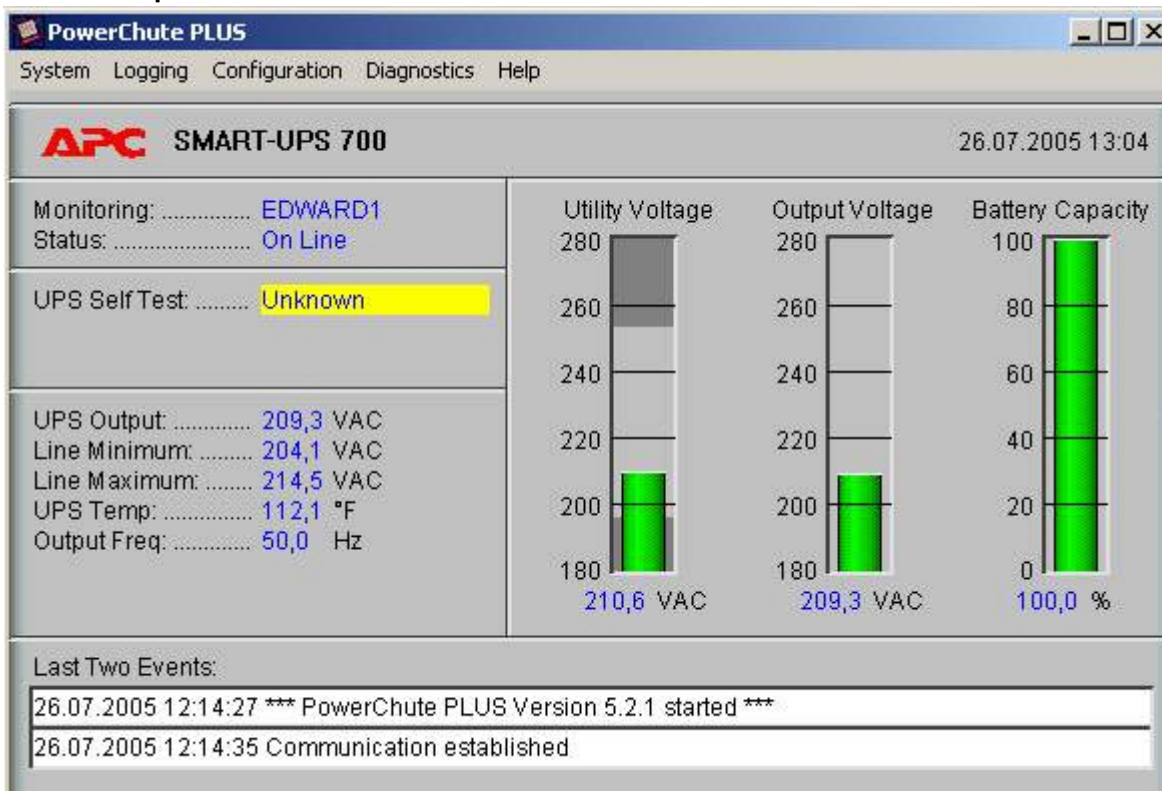 PowerChute PLUS
System Logging Configuration Diagnostics Help
APC SMART-UPS 700 26.07.2005 13:04
Monitoring: .............. EDWARD1
Status: ...................... On Line
UPS Self Test: ......... Unknown
UPS Output: ............. 209,3 VAC
Line Minimum: ......... 204,1 VAC
Line Maximum: ........ 214,5 VAC
UPS Temp: ............... 112,1 °F
Output Freq: ............. 50,0 Hz
Utility Voltage
280
260
240
220
200
180
210,6 VAC
Output Voltage
280
260
240
220
200
180
209,3 VAC
Battery Capacity
100
80
60
40
20
0
100,0 %
Last Two Events:
26.07.2005 12:14:27 *** PowerChute PLUS Version 5.2.1 started ***
26.07.2005 12:14:35 Communication established